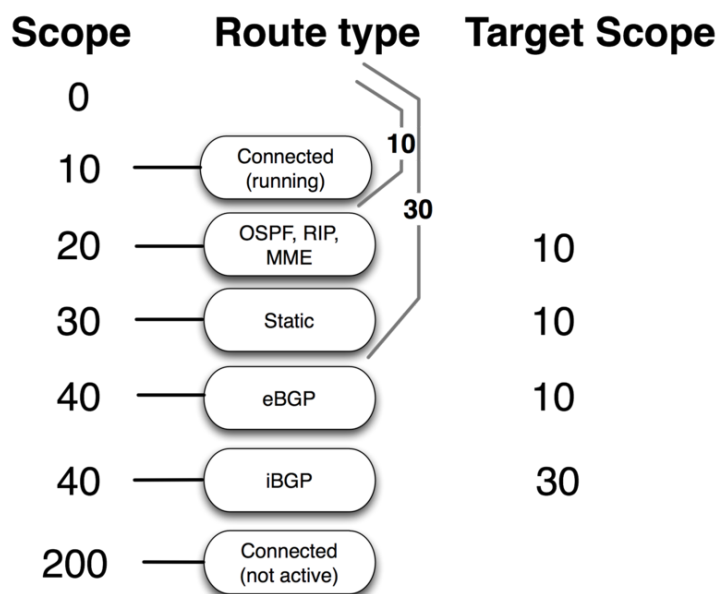 Scope Route type Target Scope
0
10 Connected
(running)
10
30
20 OSPF, RIP,
MME 10
30 Static 10
40 eBGP 10
40 iBGP 30
200 Connected
(not active)